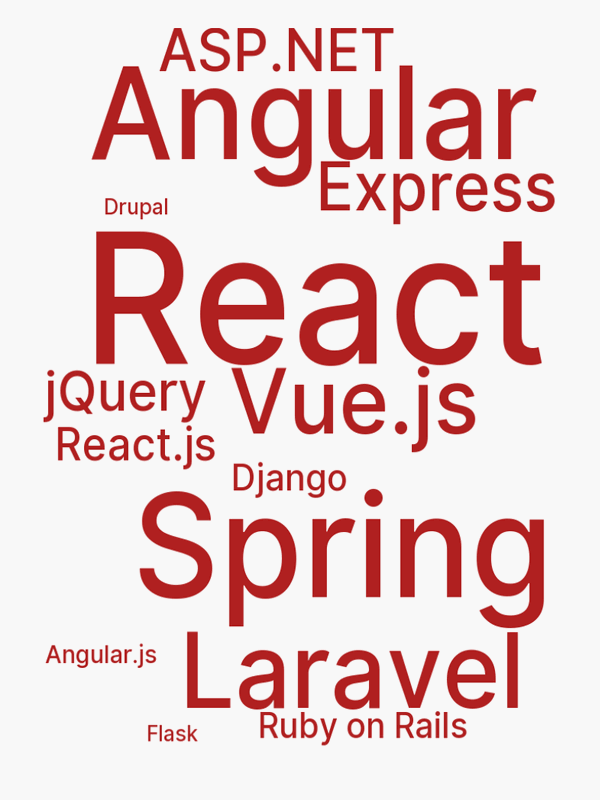 ASP.NET
Angular
Express
Drupal
React
jQuery
Vue.js
React.js
Django
Spring
Angular.js
Laravel
Ruby on Rails
Flask